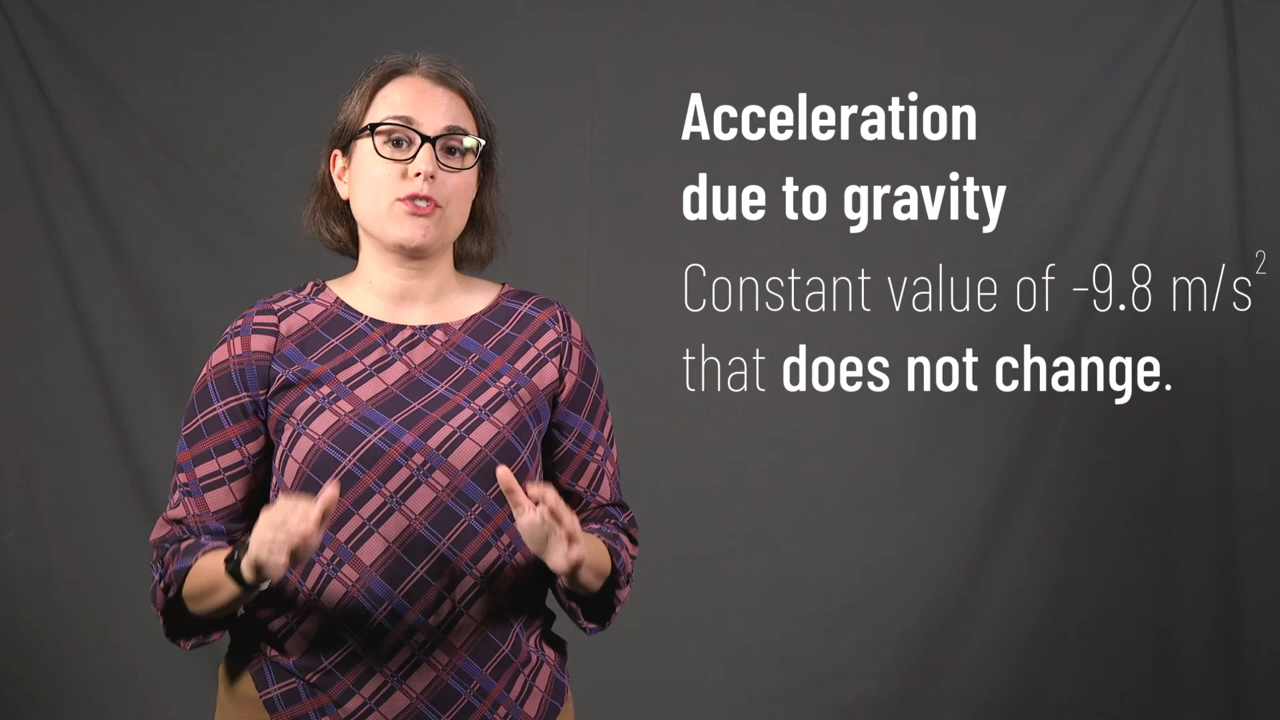 Acceleration
due to gravity
Constant value of -9.8 m/s²
that does not change.